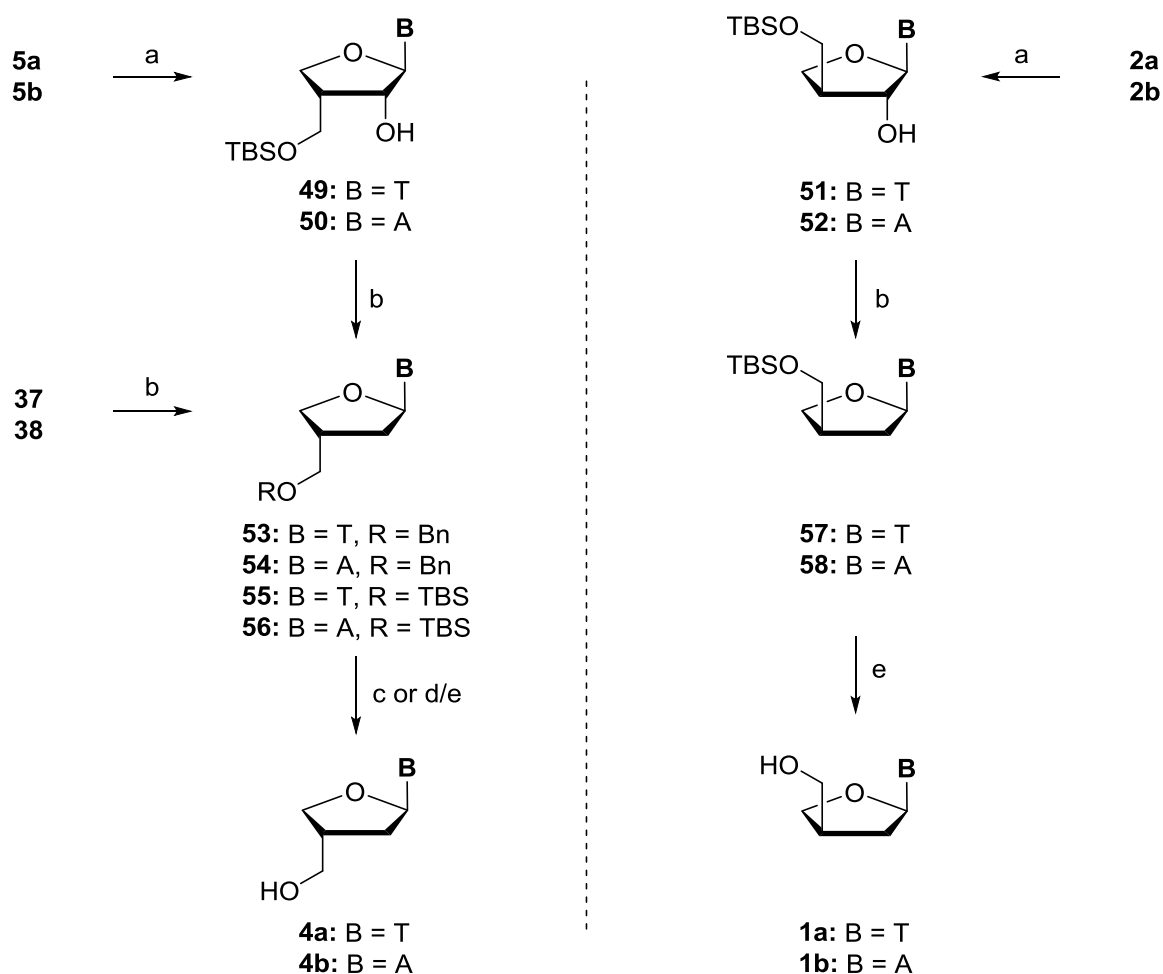 5a
5b
a
B
O
OH
TBSO
49: B = T
50: B = A
b
37
38
b
B
O
RO
53: B = T, R = Bn
54: B = A, R = Bn
55: B = T, R = TBS
56: B = A, R = TBS
c or d/e
B
O
HO
4a: B = T
4b: B = A
TBSO
B
O
OH
a
2a
2b
51: B = T
52: B = A
b
TBSO
B
O
57: B = T
58: B = A
e
HO
B
O
1a: B = T
1b: B = A